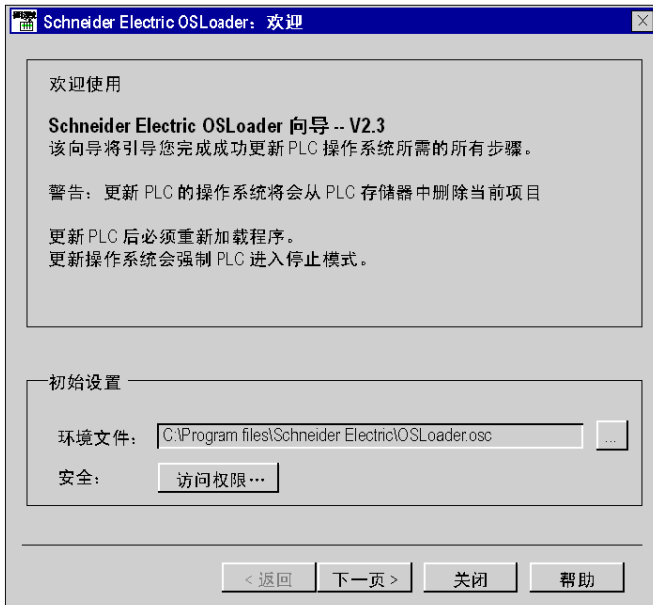 Schneider Electric OSLoader：欢迎
欢迎使用
Schneider Electric OSLoader 向导 -- V2.3
该向导将引导您完成成功更新 PLC 操作系统所需的所有步骤。
警告：更新 PLC 的操作系统将会从 PLC 存储器中删除当前项目
更新 PLC 后必须重新加载程序。
更新操作系统会强制 PLC 进入停止模式。
初始设置
环境文件： C:\Program files\Schneider Electric\OSLoader.osc ...
安全： 访问权限…
< 返回 下一页 > 关闭 帮助